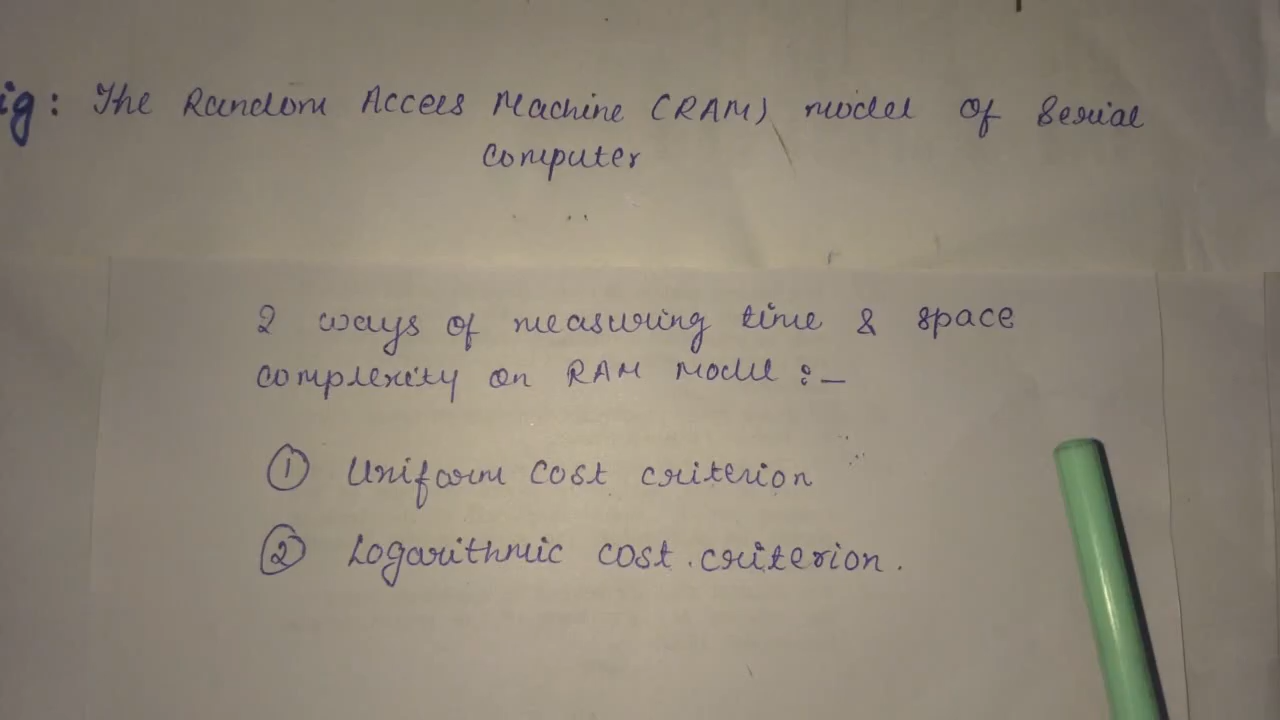 ig: The Random Access Machine (RAM) model of Serial
computer
2 ways of measuring time & space
complexity on RAM model :-
① Uniform cost criterion
② Logarithmic cost criterion.